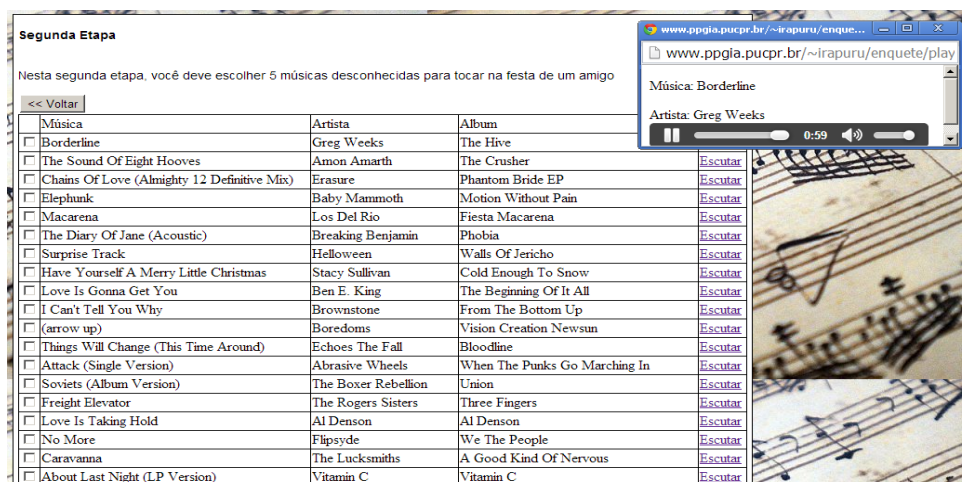 Segunda Etapa
Nesta segunda etapa, você deve escolher 5 músicas desconhecidas para tocar na festa de um amigo
<< Voltar
Música Artista Album
Borderline Greg Weeks The Hive
The Sound Of Eight Hooves Amon Amarth The Crusher Escutar
Chains Of Love (Almighty 12 Definitive Mix) Erasure Phantom Bride EP Escutar
Elephunk Baby Mammoth Motion Without Pain Escutar
Macarena Los Del Rio Fiesta Macarena Escutar
The Diary Of Jane (Acoustic) Breaking Benjamin Phobia Escutar
Surprise Track Helloween Walls Of Jericho Escutar
Have Yourself A Merry Little Christmas Stacy Sullivan Cold Enough To Snow Escutar
Love Is Gonna Get You Ben E. King The Beginning Of It All Escutar
I Can't Tell You Why Brownstone From The Bottom Up Escutar
(arrow up) Boredoms Vision Creation Newsun Escutar
Things Will Change (This Time Around) Echoes The Fall Bloodline Escutar
Attack (Single Version) Abrasive Wheels When The Punks Go Marching In Escutar
Soviets (Album Version) The Boxer Rebellion Union Escutar
Freight Elevator The Rogers Sisters Three Fingers Escutar
Love Is Taking Hold Al Denson Al Denson Escutar
No More Flipsyde We The People Escutar
Caravanna The Lucksmiths A Good Kind Of Nervous Escutar
About Last Night (LP Version) Vitamin C Vitamin C Escutar
www.ppgia.pucpr.br/~irapuru/enque...
www.ppgia.pucpr.br/~irapuru/enquete/play
Música: Borderline
Artista: Greg Weeks
0:59